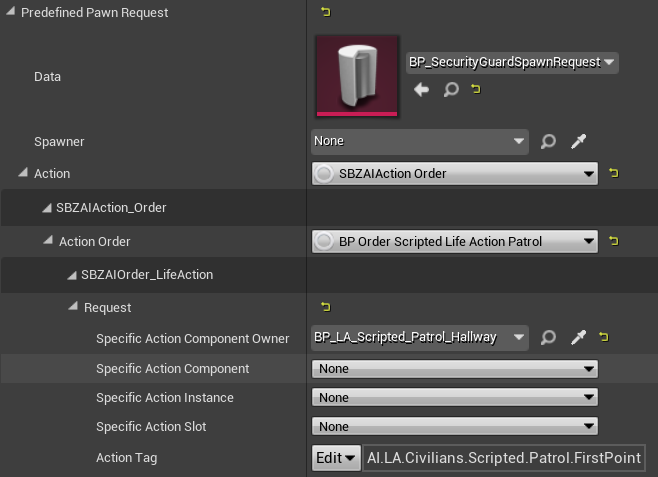 Predefined Pawn Request
Data
BP_SecurityGuardSpawnRequest
Spawner
None
Action
SBZAIAction Order
SBZAIAction_Order
Action Order
BP Order Scripted Life Action Patrol
SBZAIOrder_LifeAction
Request
Specific Action Component Owner
BP_LA_Scripted_Patrol_Hallway
Specific Action Component
None
Specific Action Instance
None
Specific Action Slot
None
Action Tag
Edit
AI.LA.Civilians.Scripted.Patrol.FirstPoint